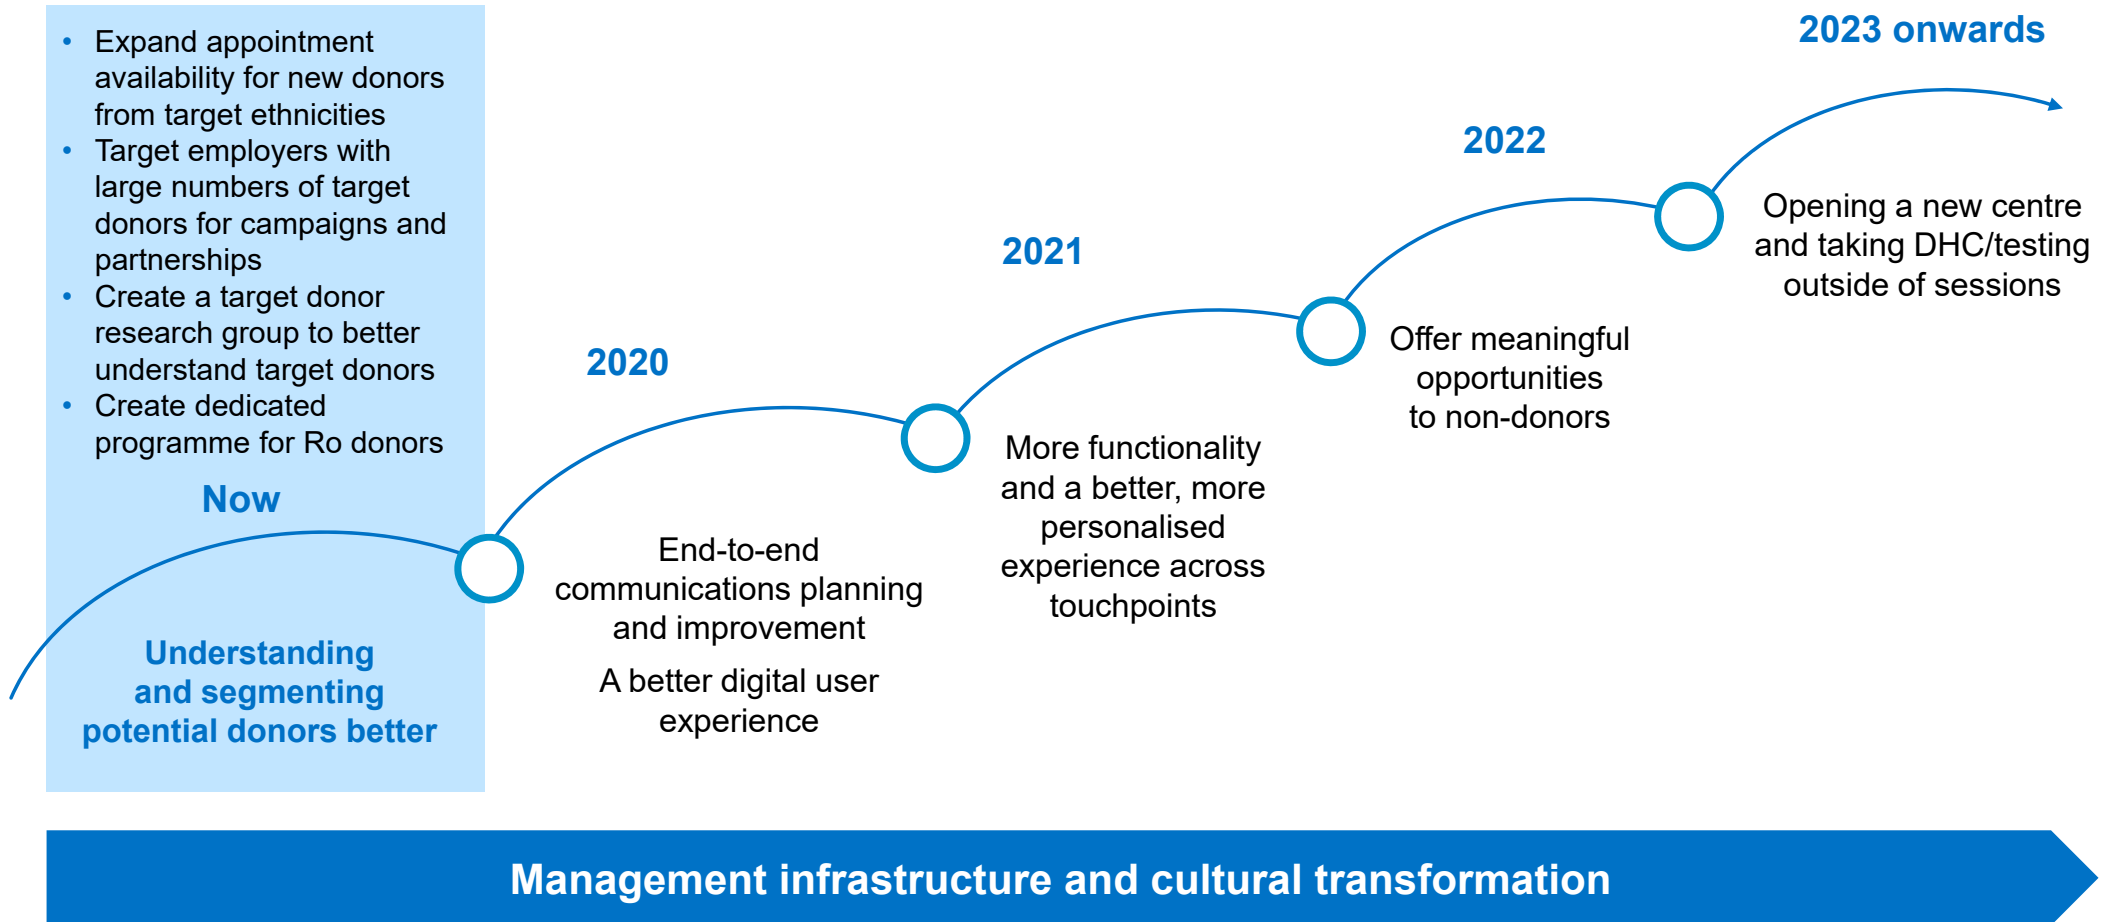 • Expand appointment
availability for new donors
from target ethnicities
• Target employers with
large numbers of target
donors for campaigns and
partnerships
• Create a target donor
research group to better
understand target donors
• Create dedicated
programme for Ro donors
Now
Understanding
and segmenting
potential donors better
2020
End-to-end
communications planning
and improvement
A better digital user
experience
2021
More functionality
and a better, more
personalised
experience across
touchpoints
2022
Offer meaningful
opportunities
to non-donors
2023 onwards
Opening a new centre
and taking DHC/testing
outside of sessions
Management infrastructure and cultural transformation